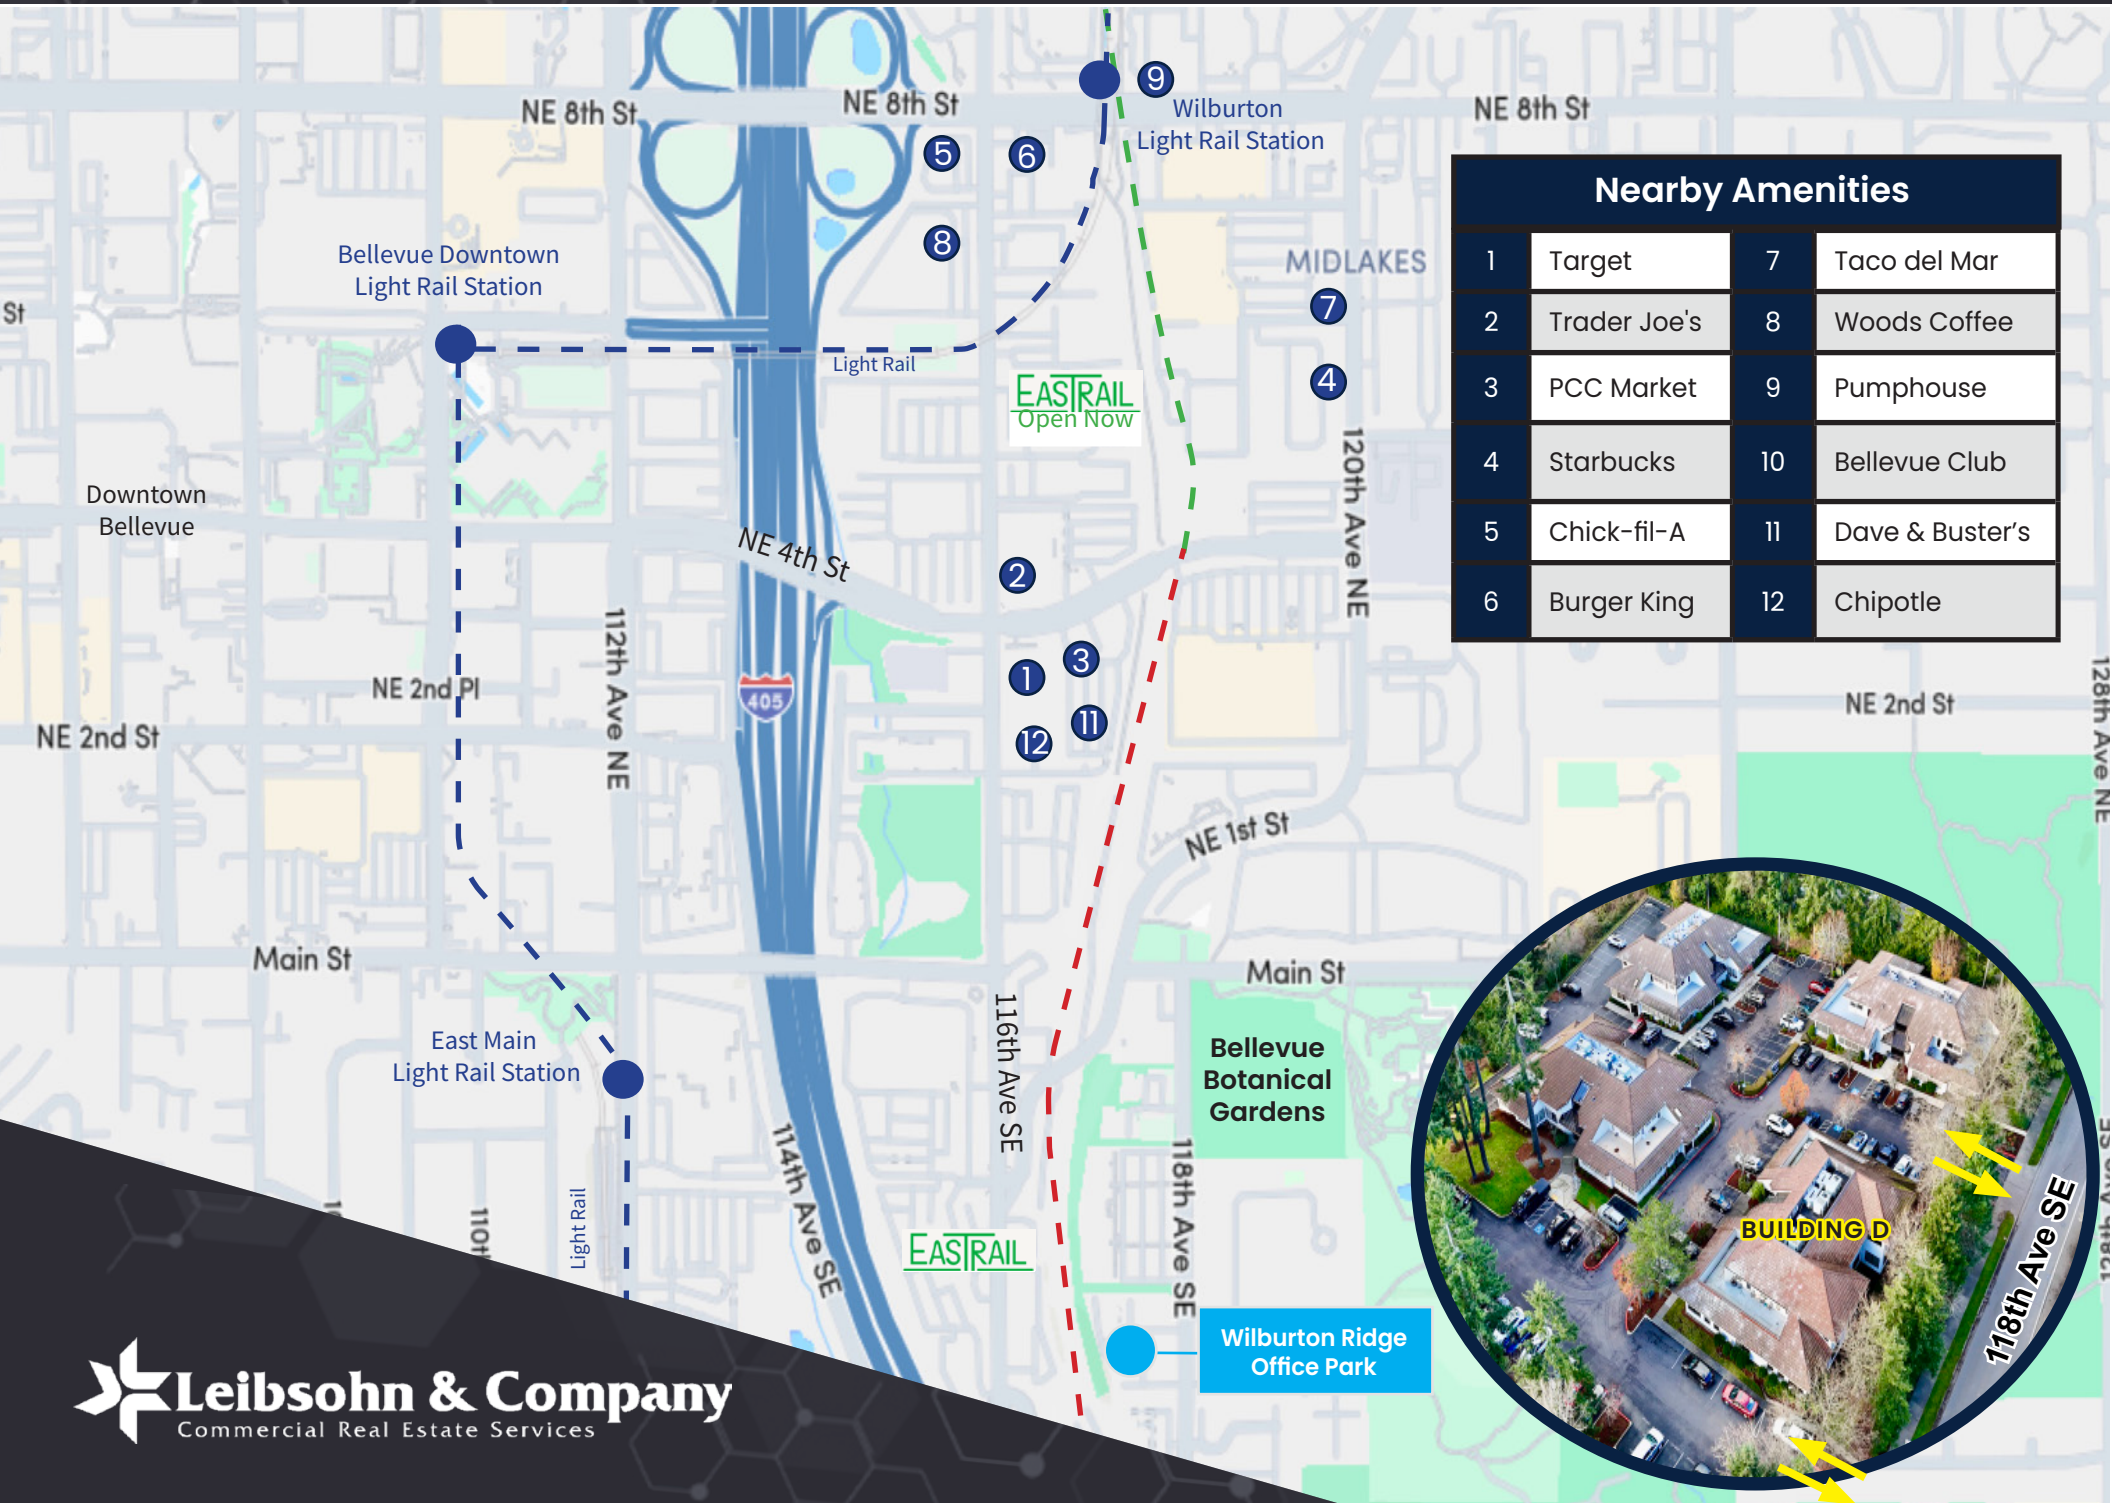 NE 8th St
NE 8th St
9
NE 8th St
Wilburton
Light Rail Station
5
6
8
Bellevue Downtown
Light Rail Station
MIDLAKES
St
7
Light Rail
4
EASTRAIL
Open Now
Downtown
Bellevue
120th Ave NE
NE 4th St
2
Nearby Amenities
1 Target 7 Taco del Mar
2 Trader Joe's 8 Woods Coffee
3 PCC Market 9 Pumphouse
4 Starbucks 10 Bellevue Club
5 Chick-fil-A 11 Dave & Buster’s
6 Burger King 12 Chipotle
112th Ave NE
3
1
NE 2nd Pl
405
NE 2nd St
11
12
NE 2nd St
128th Ave NE
NE 1st St
Main St
Main St
116th Ave SE
East Main
Light Rail Station
Bellevue
Botanical
Gardens
114th Ave SE
118th Ave SE
Light Rail
EASTRAIL
BUILDING D
118th Ave SE
Wilburton Ridge
Office Park
Leibsohn & Company
Commercial Real Estate Services